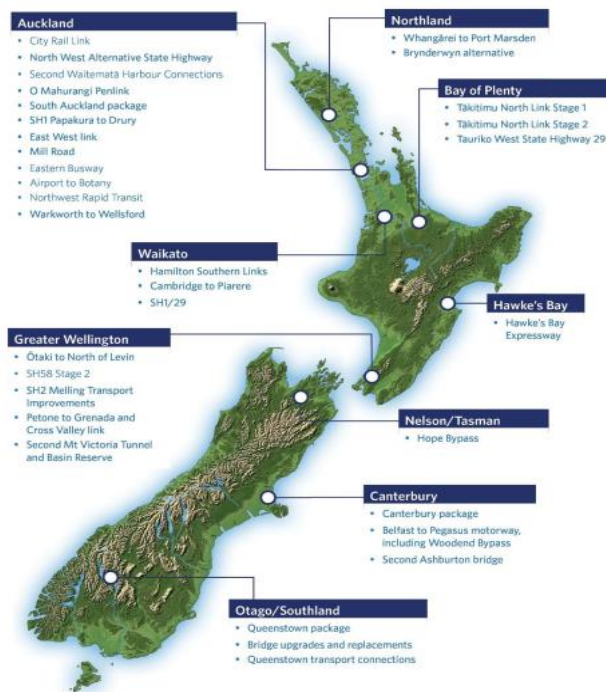 Auckland
• City Rail Link
• North West Alternative State Highway
• Second Waitematā Harbour Connections
• O Mahurangi Penlink
• South Auckland package
• SH1 Papakura to Drury
• East West link
• Mill Road
• Eastern Busway
• Airport to Botany
• Northwest Rapid Transit
• Warkworth to Wellsford
Northland
• Whangārei to Port Marsden
• Brynderwyn alternative
Bay of Plenty
• Tākitimu North Link Stage 1
• Tākitimu North Link Stage 2
• Tauriko West State Highway 29
Waikato
• Hamilton Southern Links
• Cambridge to Piarere
• SH1/29
Hawke's Bay
• Hawke's Bay
Expressway
Greater Wellington
• Ōtaki to North of Levin
• SH58 Stage 2
• SH2 Melling Transport
Improvements
• Petone to Grenada and
Cross Valley link
• Second Mt Victoria Tunnel
and Basin Reserve
Nelson/Tasman
• Hope Bypass
Canterbury
• Canterbury package
• Belfast to Pegasus motorway,
including Woodend Bypass
• Second Ashburton bridge
Otago/Southland
• Queenstown package
• Bridge upgrades and replacements
• Queenstown transport connections